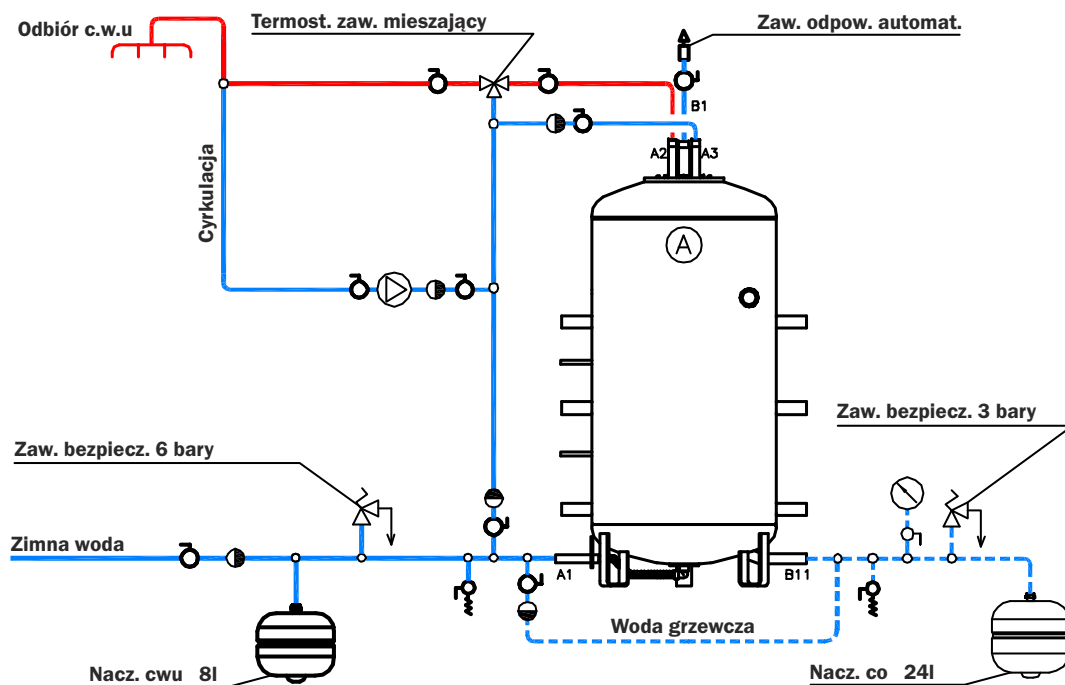 Termost. zaw. mieszający
Zaw. odpow. automat.
Odbiór c.w.u
B1
A2
A3
Cyrkulacja
A
Zaw. bezpiecz. 3 bary
Zaw. bezpiecz. 6 bary
Zimna woda
A1
B11
Woda grzewcza
Nacz. cwu 8l
Nacz. co 24l